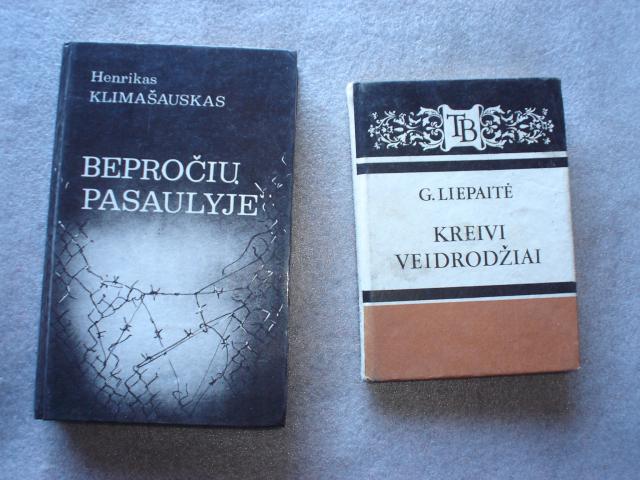 Henrikas
KLIMAŠAUSKAS
BEPROČIŲ
PASAULYJE
TB
G. LIEPAITĖ
KREIVI
VEIDRODŽIAI